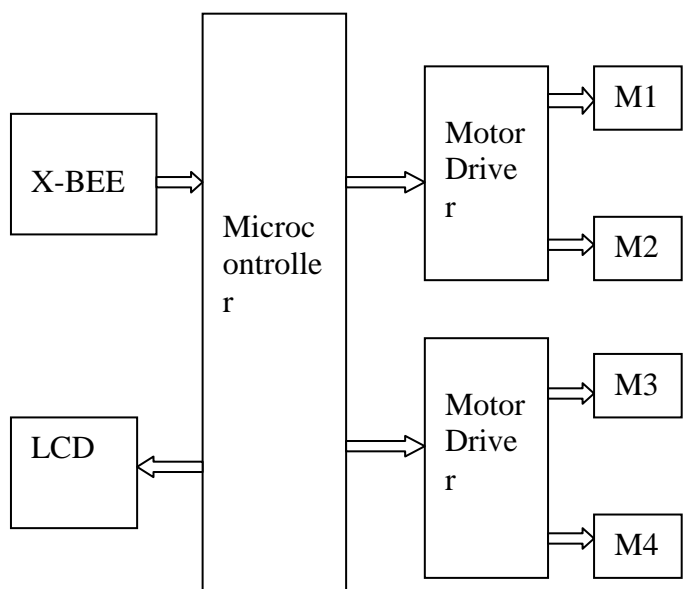 X-BEE
LCD
Microc
ontrolle
r
Motor
Drive
r
M1
M2
Motor
Drive
r
M3
M4